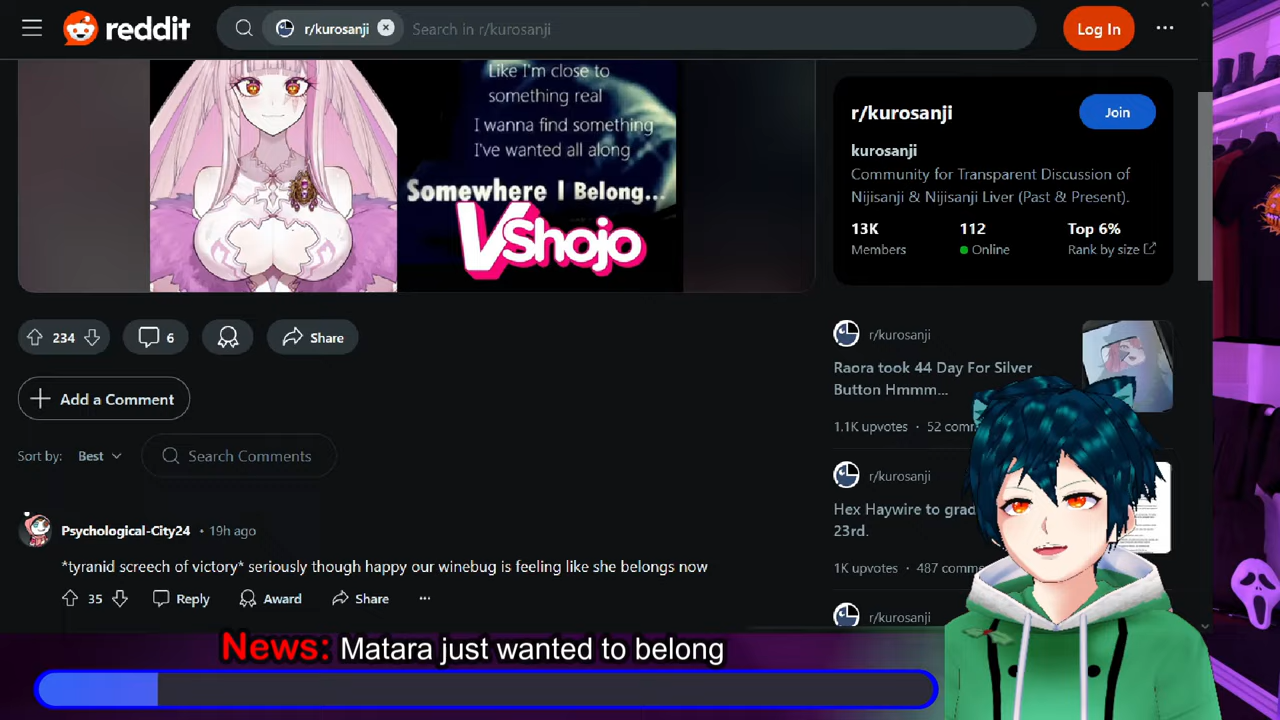 reddit
r/kurosanji
Search in r/kurosanji
Log In
Like I'm close to
something real
I wanna find something
I've wanted all along
Somewhere I Belong...
VShojo
r/kurosanji
Join
kurosanji
Community for Transparent Discussion of
Nijisanji & Nijisanji Liver (Past & Present).
13K
112
Top 6%
Members
Online
Rank by size
234
6
Share
Add a Comment
Sort by:
Best
Search Comments
r/kurosanji
Raora took 44 Day For Silver
Button Hmmm...
1.1K upvotes · 52
r/kurosanji
Hex Haywire to
23rd.
1K upvotes · 487
r/kurosanji
Psychological-City24 · 19h ago
*tyranid screech of victory* seriously though happy our winebug is feeling like she belongs now
35
Reply
Award
Share
News: Matara just wanted to belong